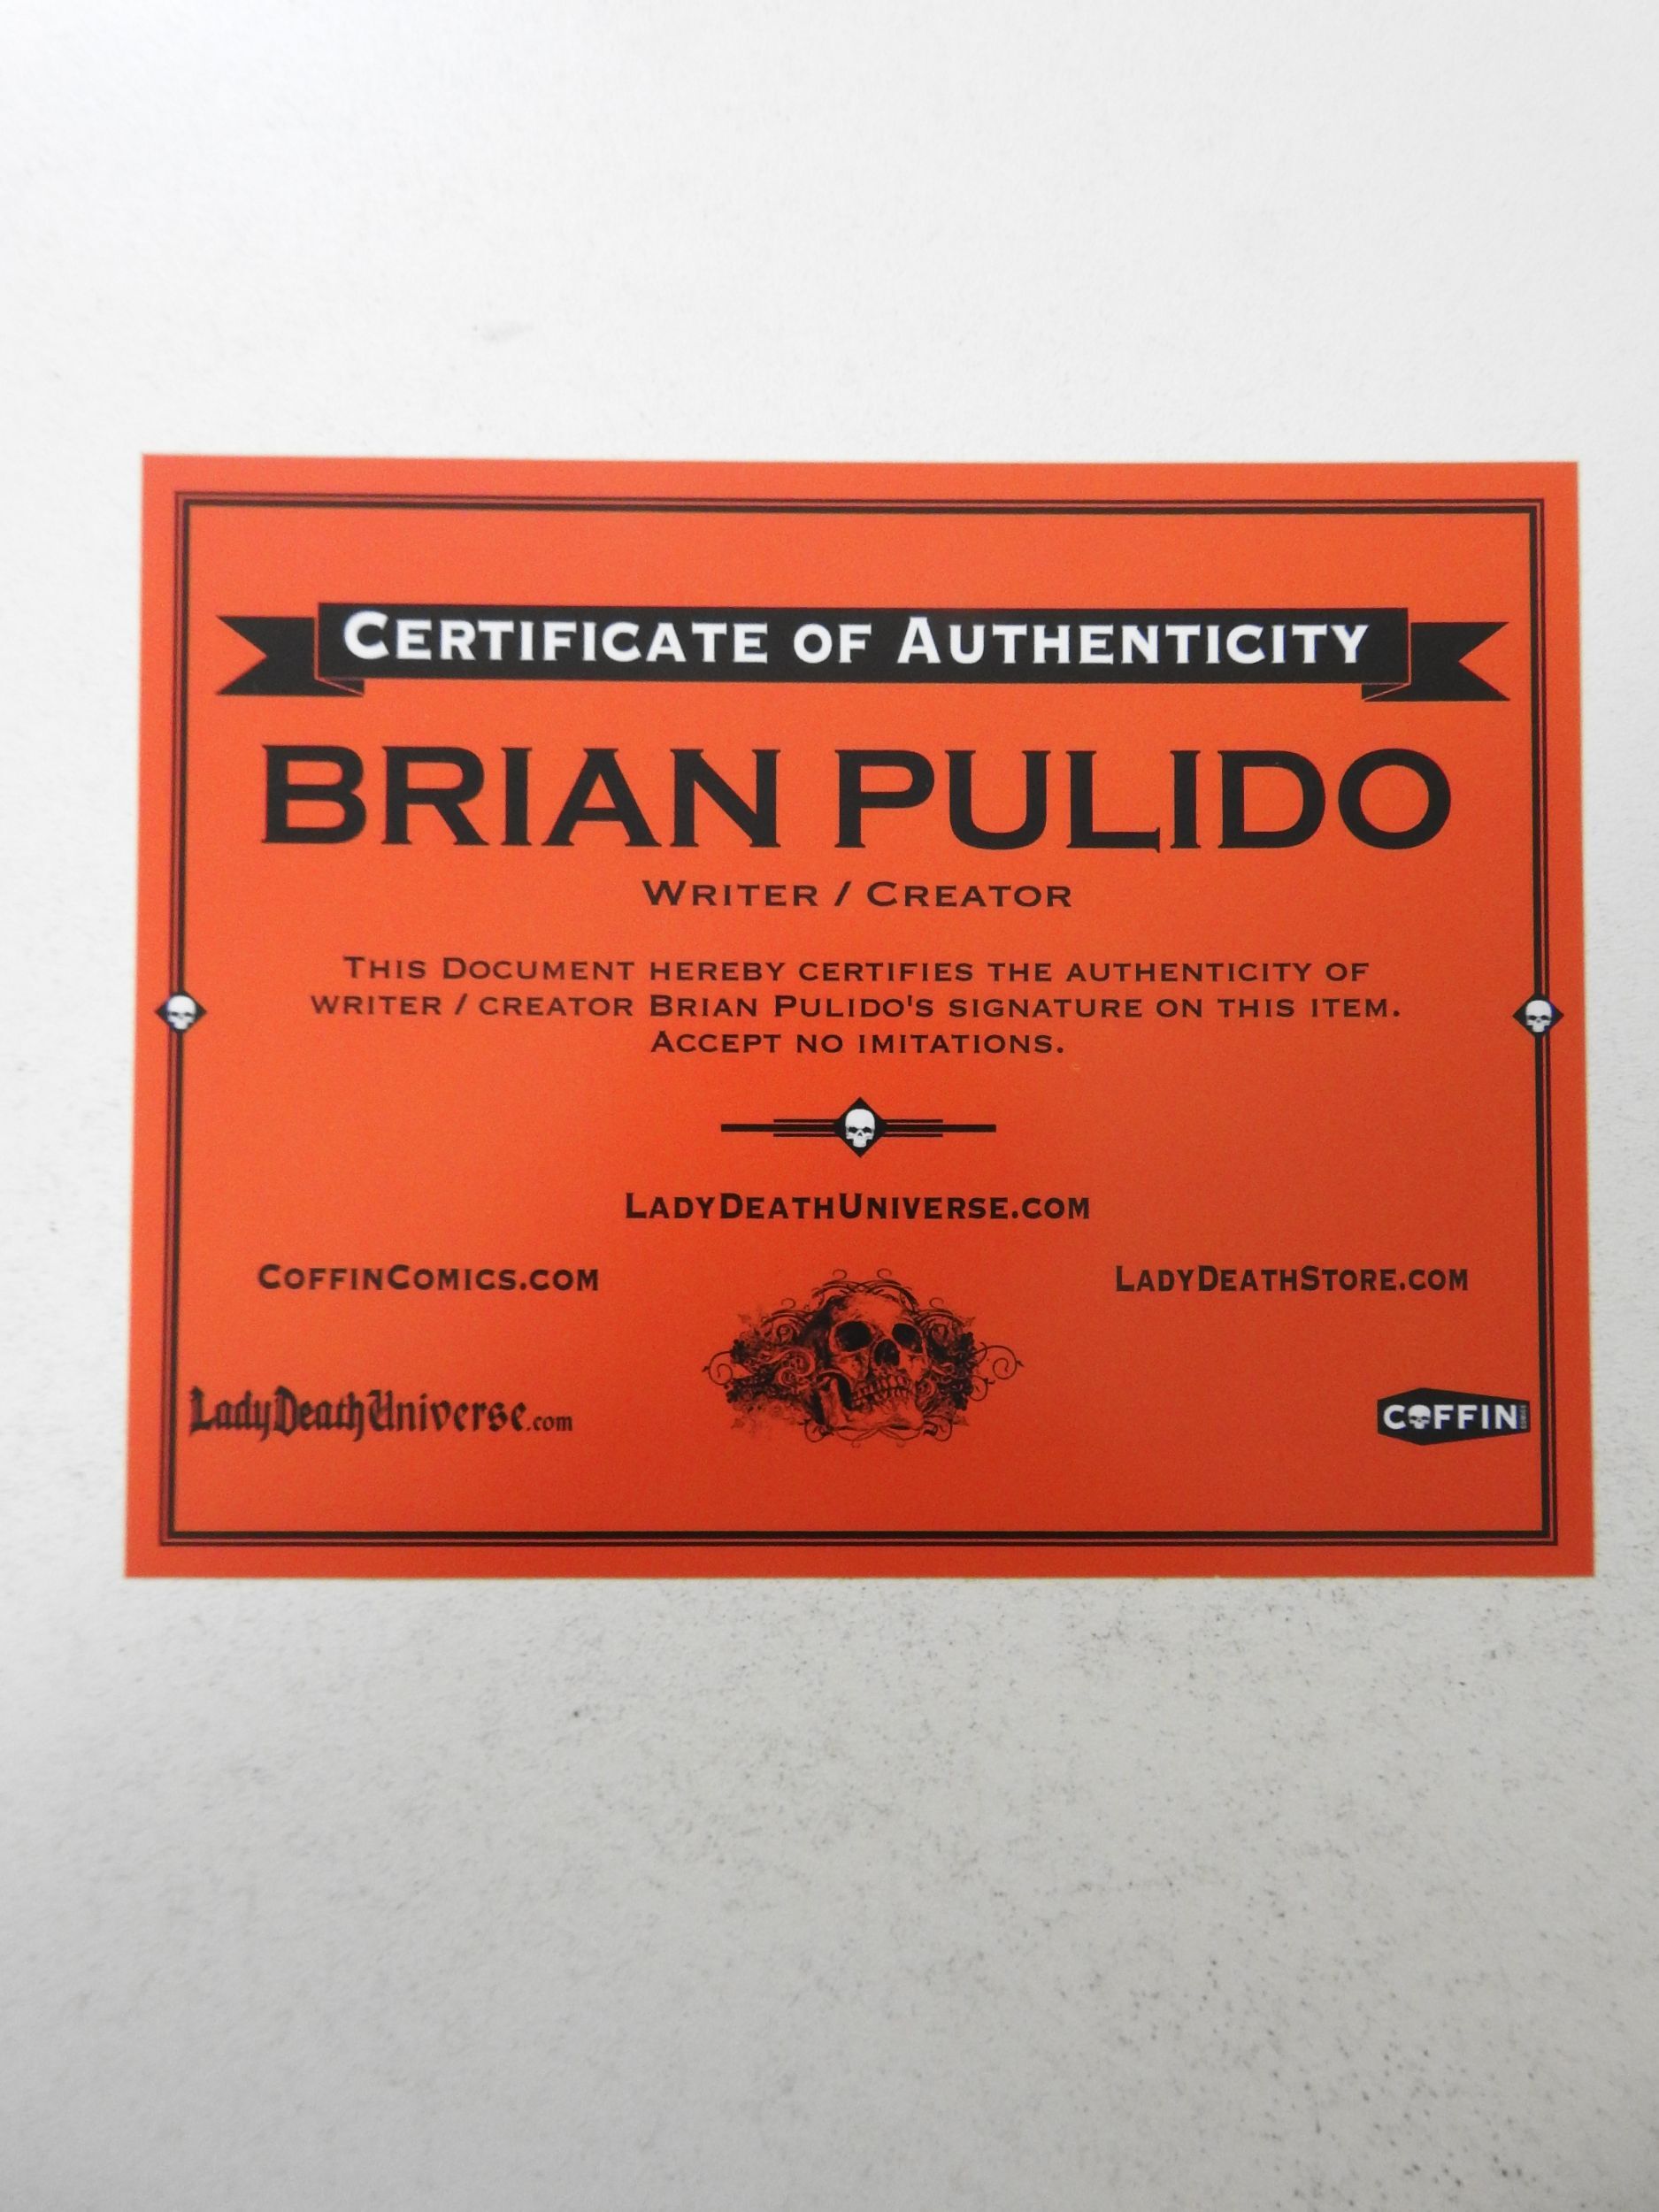 CERTIFICATE OF AUTHENTICITY
BRIAN PULIDO
WRITER / CREATOR
THIS DOCUMENT HEREBY CERTIFIES THE AUTHENTICITY OF
WRITER / CREATOR BRIAN PULIDO'S SIGNATURE ON THIS ITEM.
ACCEPT NO IMITATIONS.
LADYDEATHUNIVERSE.COM
COFFINCOMICS.COM
LADYDEATHSTORE.COM
LadyDeathUniverse.com
COFFIN COMICS